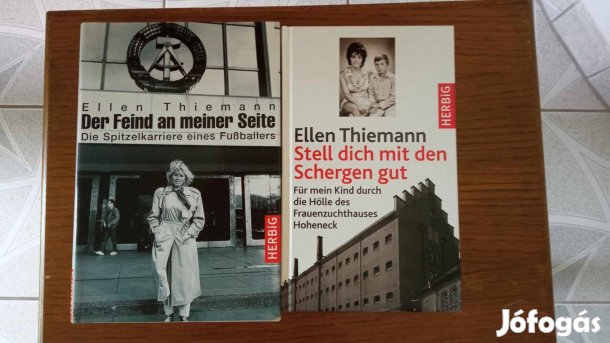 Ellen Thiemann
Der Feind an meiner Seite
Die Spitzelkarriere eines Fußballers
HERBiG
HERBiG
Ellen Thiemann
Stell dich mit den
Schergen gut
Für mein Kind durch
die Hölle des
Frauenzuchthauses
Hoheneck
Jófogás